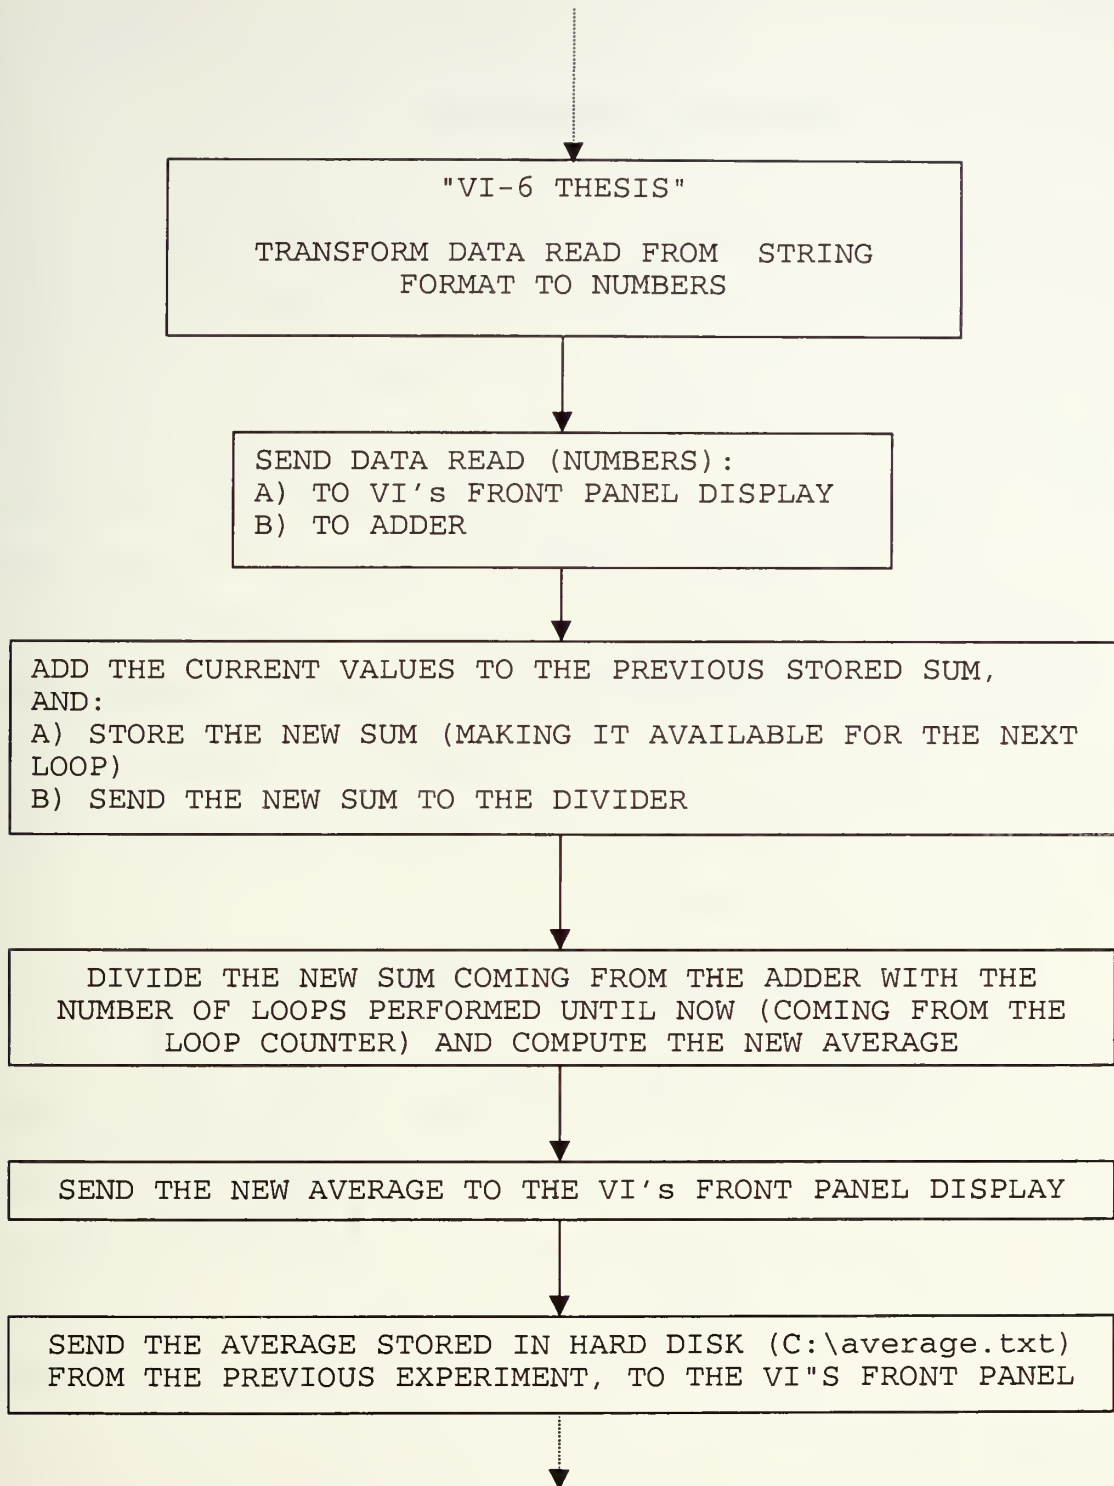 "VI-6 THESIS"
TRANSFORM DATA READ FROM STRING
FORMAT TO NUMBERS
SEND DATA READ (NUMBERS):
A) TO VI's FRONT PANEL DISPLAY
B) TO ADDER
ADD THE CURRENT VALUES TO THE PREVIOUS STORED SUM,
AND:
A) STORE THE NEW SUM (MAKING IT AVAILABLE FOR THE NEXT
LOOP)
B) SEND THE NEW SUM TO THE DIVIDER
DIVIDE THE NEW SUM COMING FROM THE ADDER WITH THE
NUMBER OF LOOPS PERFORMED UNTIL NOW (COMING FROM THE
LOOP COUNTER) AND COMPUTE THE NEW AVERAGE
SEND THE NEW AVERAGE TO THE VI's FRONT PANEL DISPLAY
SEND THE AVERAGE STORED IN HARD DISK (C:\average.txt)
FROM THE PREVIOUS EXPERIMENT, TO THE VI"S FRONT PANEL